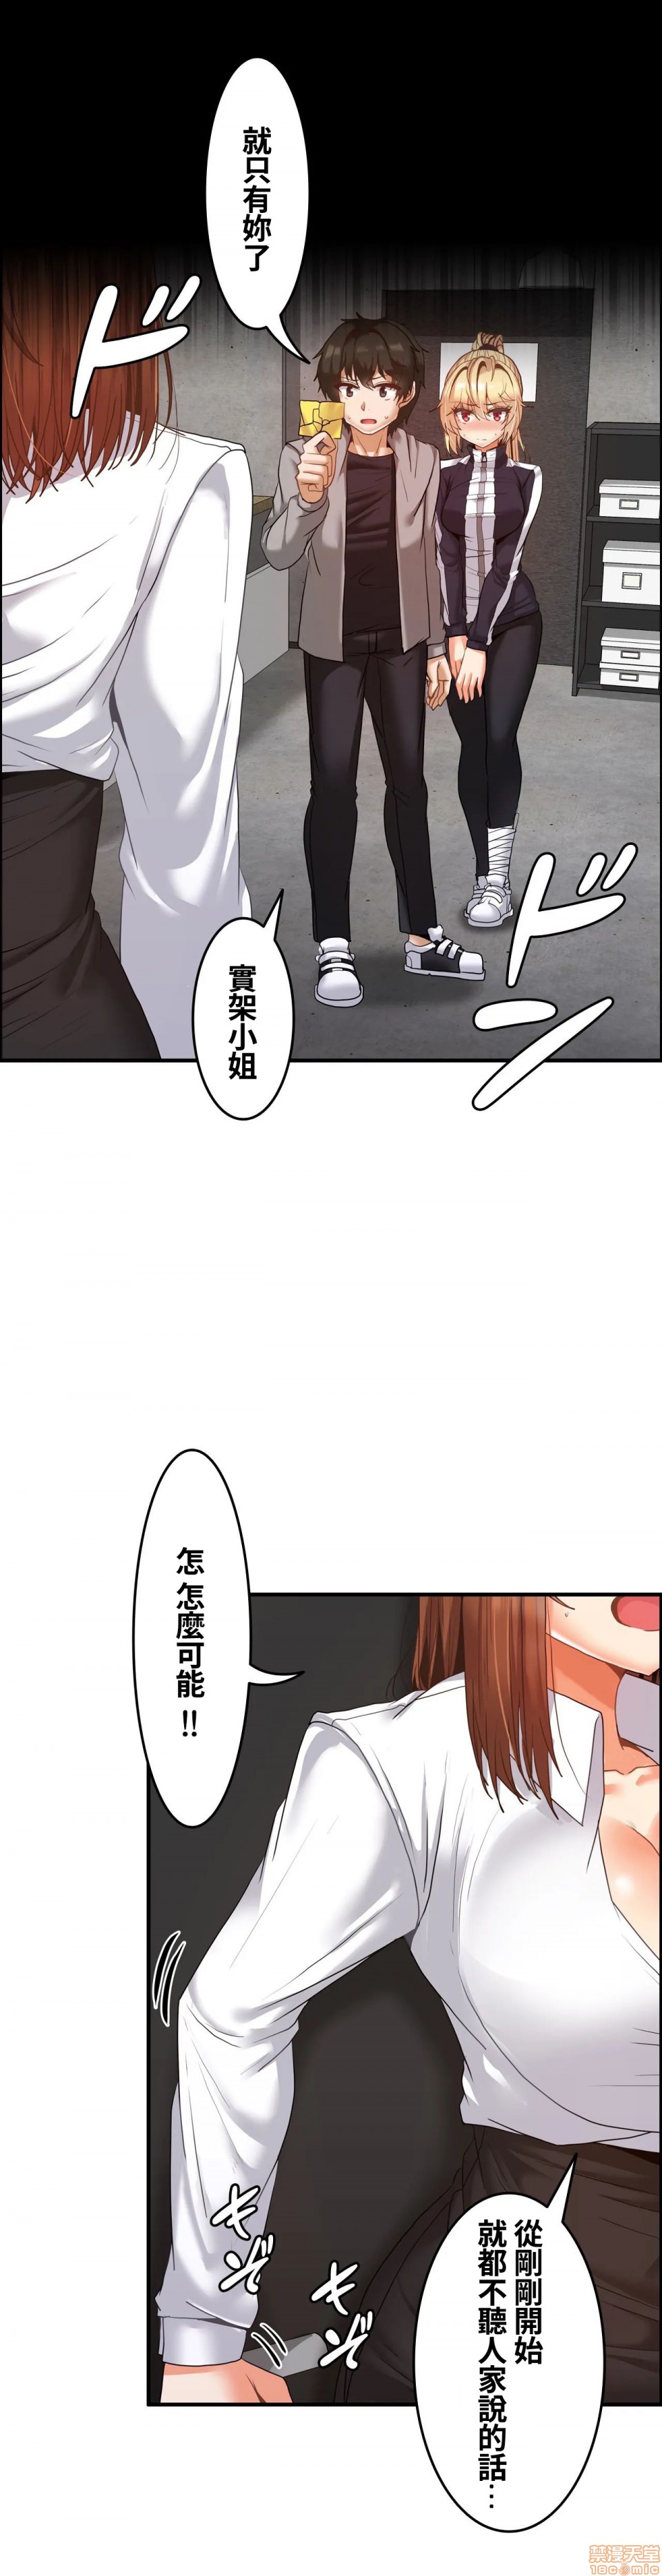 就只有妳了
ド
ド
ーン
實架小姐
怎 怎麼可能 !!
モゾ
モゾ
從剛剛開始
就都不聽人家說的話…
禁漫天堂
18comic.org